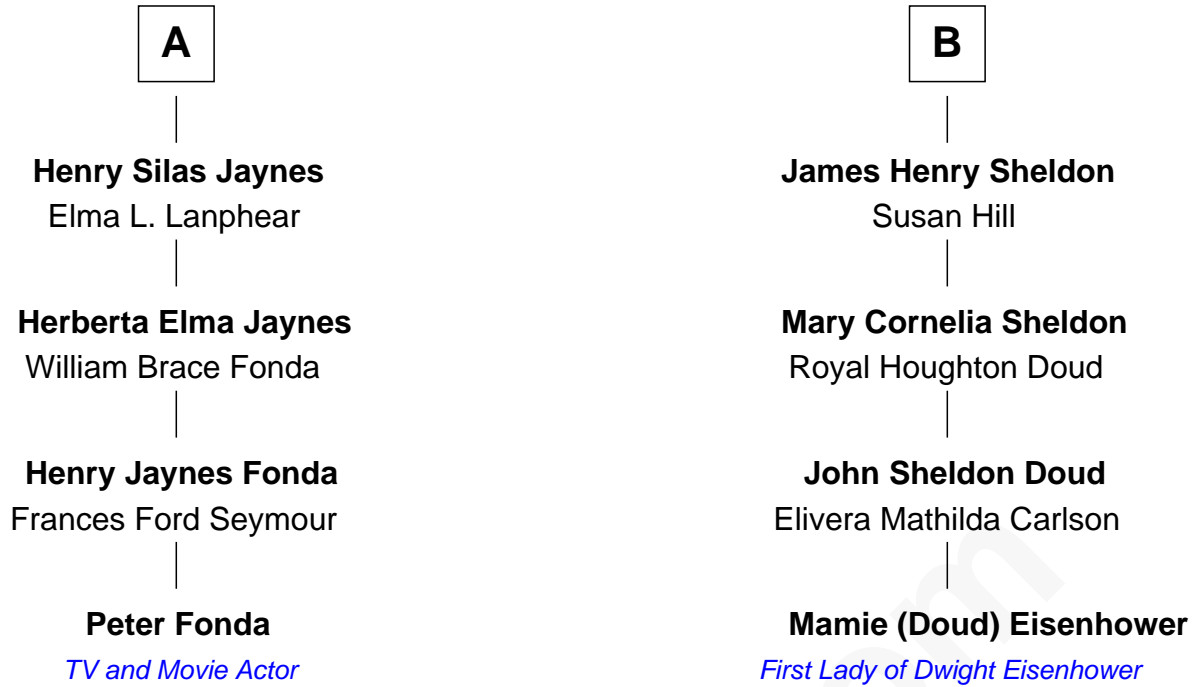 A
Henry Silas Jaynes
Elma L. Lanphear
Herberta Elma Jaynes
William Brace Fonda
Henry Jaynes Fonda
Frances Ford Seymour
Peter Fonda
TV and Movie Actor
B
James Henry Sheldon
Susan Hill
Mary Cornelia Sheldon
Royal Houghton Doud
John Sheldon Doud
Elivera Mathilda Carlson
Mamie (Doud) Eisenhower
First Lady of Dwight Eisenhower